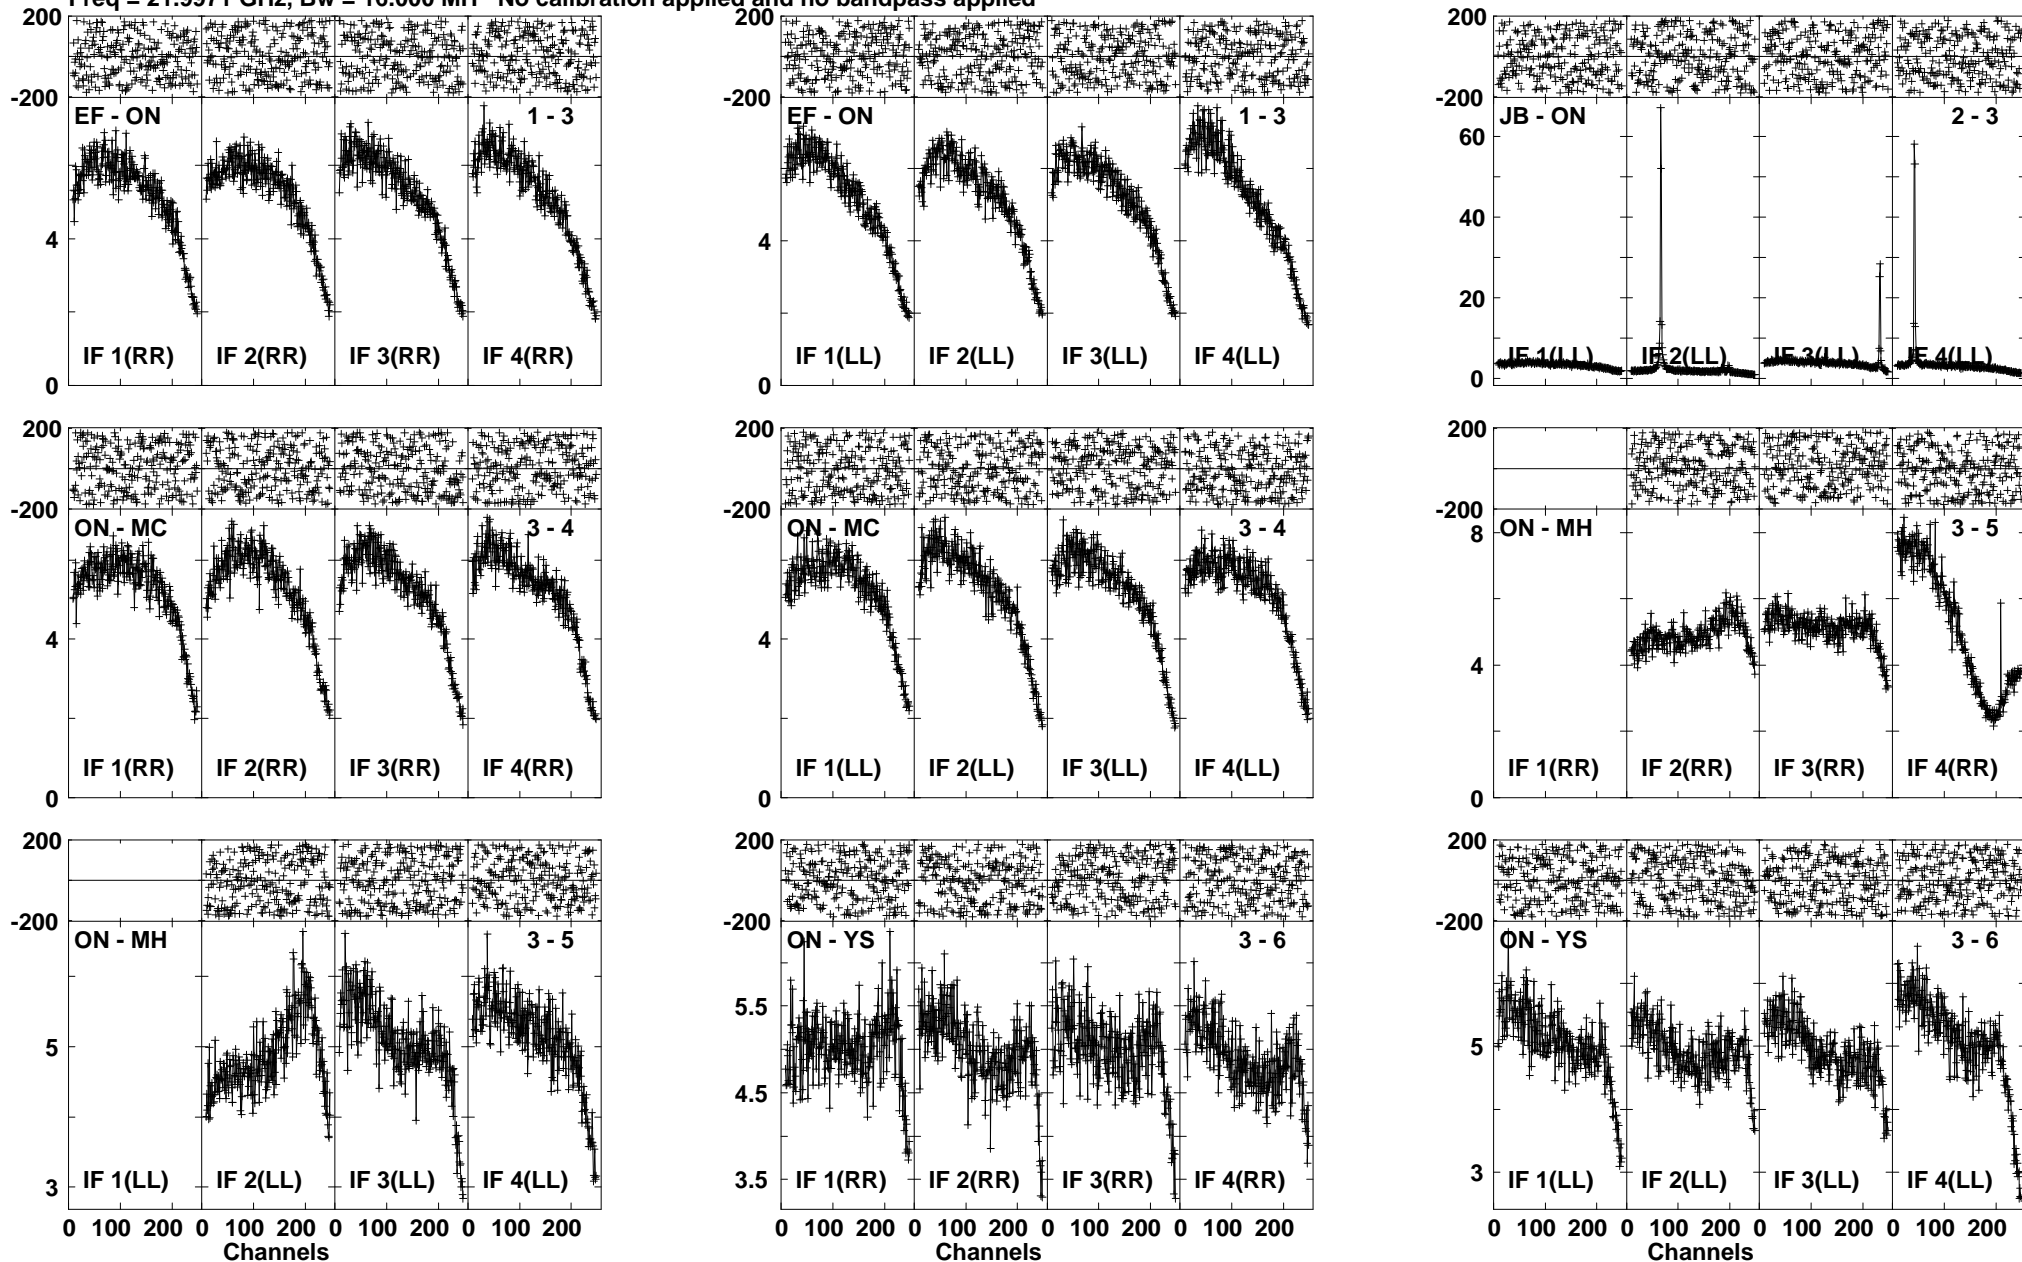 Freq = 21.9971 GHz, Bw = 16.000 MH No calibration applied and no bandpass applied
200
-200
EF - ON 1 - 3
4
0
IF 1(RR) IF 2(RR) IF 3(RR) IF 4(RR)
200
-200
EF - ON 1 - 3
4
0
IF 1(LL) IF 2(LL) IF 3(LL) IF 4(LL)
200
-200
JB - ON 2 - 3
60
40
20
0
IF 1(LL) IF 2(LL) IF 3(LL) IF 4(LL)
200
-200
ON - MC 3 - 4
4
0
IF 1(RR) IF 2(RR) IF 3(RR) IF 4(RR)
200
-200
ON - MC 3 - 4
4
0
IF 1(LL) IF 2(LL) IF 3(LL) IF 4(LL)
200
-200
ON - MH 3 - 5
8
4
0
IF 1(RR) IF 2(RR) IF 3(RR) IF 4(RR)
200
-200
ON - MH 3 - 5
5
3
IF 1(LL) IF 2(LL) IF 3(LL) IF 4(LL)
0 100 200 0 100 200 0 100 200 0 100 200
Channels
200
-200
ON - YS 3 - 6
5.5
4.5
3.5
IF 1(RR) IF 2(RR) IF 3(RR) IF 4(RR)
0 100 200 0 100 200 0 100 200 0 100 200
Channels
200
-200
ON - YS 3 - 6
5
3
IF 1(LL) IF 2(LL) IF 3(LL) IF 4(LL)
0 100 200 0 100 200 0 100 200 0 100 200
Channels